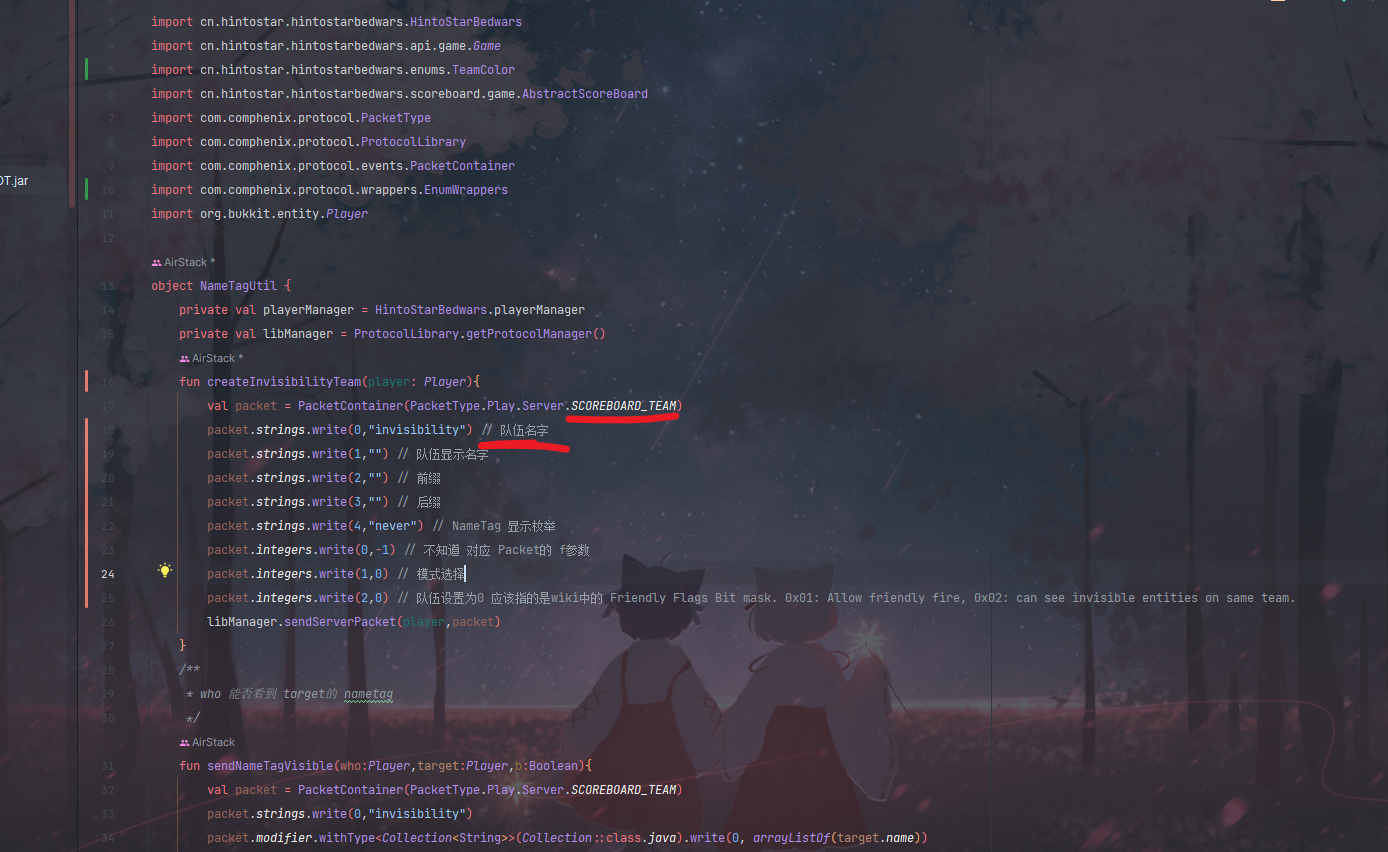 3 import cn.hintostar.hintostarbedwars.HintoStarBedwars
4 import cn.hintostar.hintostarbedwars.api.game.Game
5 import cn.hintostar.hintostarbedwars.enums.TeamColor
6 import cn.hintostar.hintostarbedwars.scoreboard.game.AbstractScoreBoard
7 import com.comphenix.protocol.PacketType
8 import com.comphenix.protocol.ProtocolLibrary
9 import com.comphenix.protocol.events.PacketContainer
OT.jar
10 import com.comphenix.protocol.wrappers.EnumWrappers
11 import org.bukkit.entity.Player
12
AirStack *
13 object NameTagUtil {
14 private val playerManager = HintoStarBedwars.playerManager
15 private val libManager = ProtocolLibrary.getProtocolManager()
AirStack *
16 fun createInvisibilityTeam(player: Player){
17 val packet = PacketContainer(PacketType.Play.Server.SCOREBOARD_TEAM)
18 packet.strings.write(0,"invisibility") // 队伍名字
19 packet.strings.write(1,"") // 队伍显示名字
20 packet.strings.write(2,"") // 前缀
21 packet.strings.write(3,"") // 后缀
22 packet.strings.write(4,"never") // NameTag 显示枚举
23 packet.integers.write(0,-1) // 不知道 对应 Packet的 f参数
24 packet.integers.write(1,0) // 模式选择
25 packet.integers.write(2,0) // 队伍设置为0 应该指的是wiki中的 Friendly Flags Bit mask. 0x01: Allow friendly fire, 0x02: can see invisible entities on same team.
26 libManager.sendServerPacket(player,packet)
27 }
28 /**
29 * who 能否看到 target的 nametag
30 */
AirStack
31 fun sendNameTagVisible(who:Player,target:Player,b:Boolean){
32 val packet = PacketContainer(PacketType.Play.Server.SCOREBOARD_TEAM)
33 packet.strings.write(0,"invisibility")
34 packet.modifier.withType<Collection<String>>(Collection::class.java).write(0, arrayListOf(target.name))